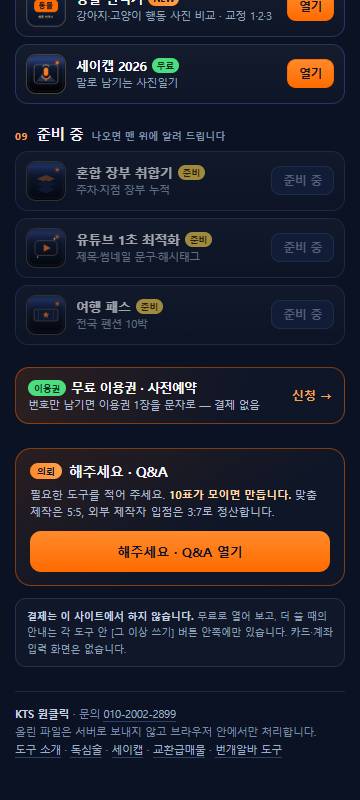 강아지·고양이 행동 사진 비교 · 교정 1·2·3
열기
세이캡 2026 무료
말로 남기는 사진일기
열기
09 준비 중 나오면 맨 위에 알려 드립니다
혼합 장부 취합기 준비
주차·지점 장부 누적
준비 중
유튜브 1초 최적화 준비
제목·썸네일 문구·해시태그
준비 중
여행 패스 준비
전국 펜션 10박
준비 중
이용권 무료 이용권 · 사전예약
번호만 남기면 이용권 1장을 문자로 — 결제 없음
신청 →
의뢰 해주세요 · Q&A
필요한 도구를 적어 주세요. 10표가 모이면 만듭니다. 맞춤
제작은 5:5, 외부 제작자 입점은 3:7로 정산합니다.
해주세요 · Q&A 열기
결제는 이 사이트에서 하지 않습니다. 무료로 열어 보고, 더 쓸 때의
안내는 각 도구 안 [그 이상 쓰기] 버튼 안쪽에만 있습니다. 카드·계좌
입력 화면은 없습니다.
KTS 원클릭 · 문의 010-2002-2899
올린 파일은 서버로 보내지 않고 브라우저 안에서만 처리합니다.
도구 소개 · 독심술 · 세이캡 · 교환급매물 · 번개알바 도구